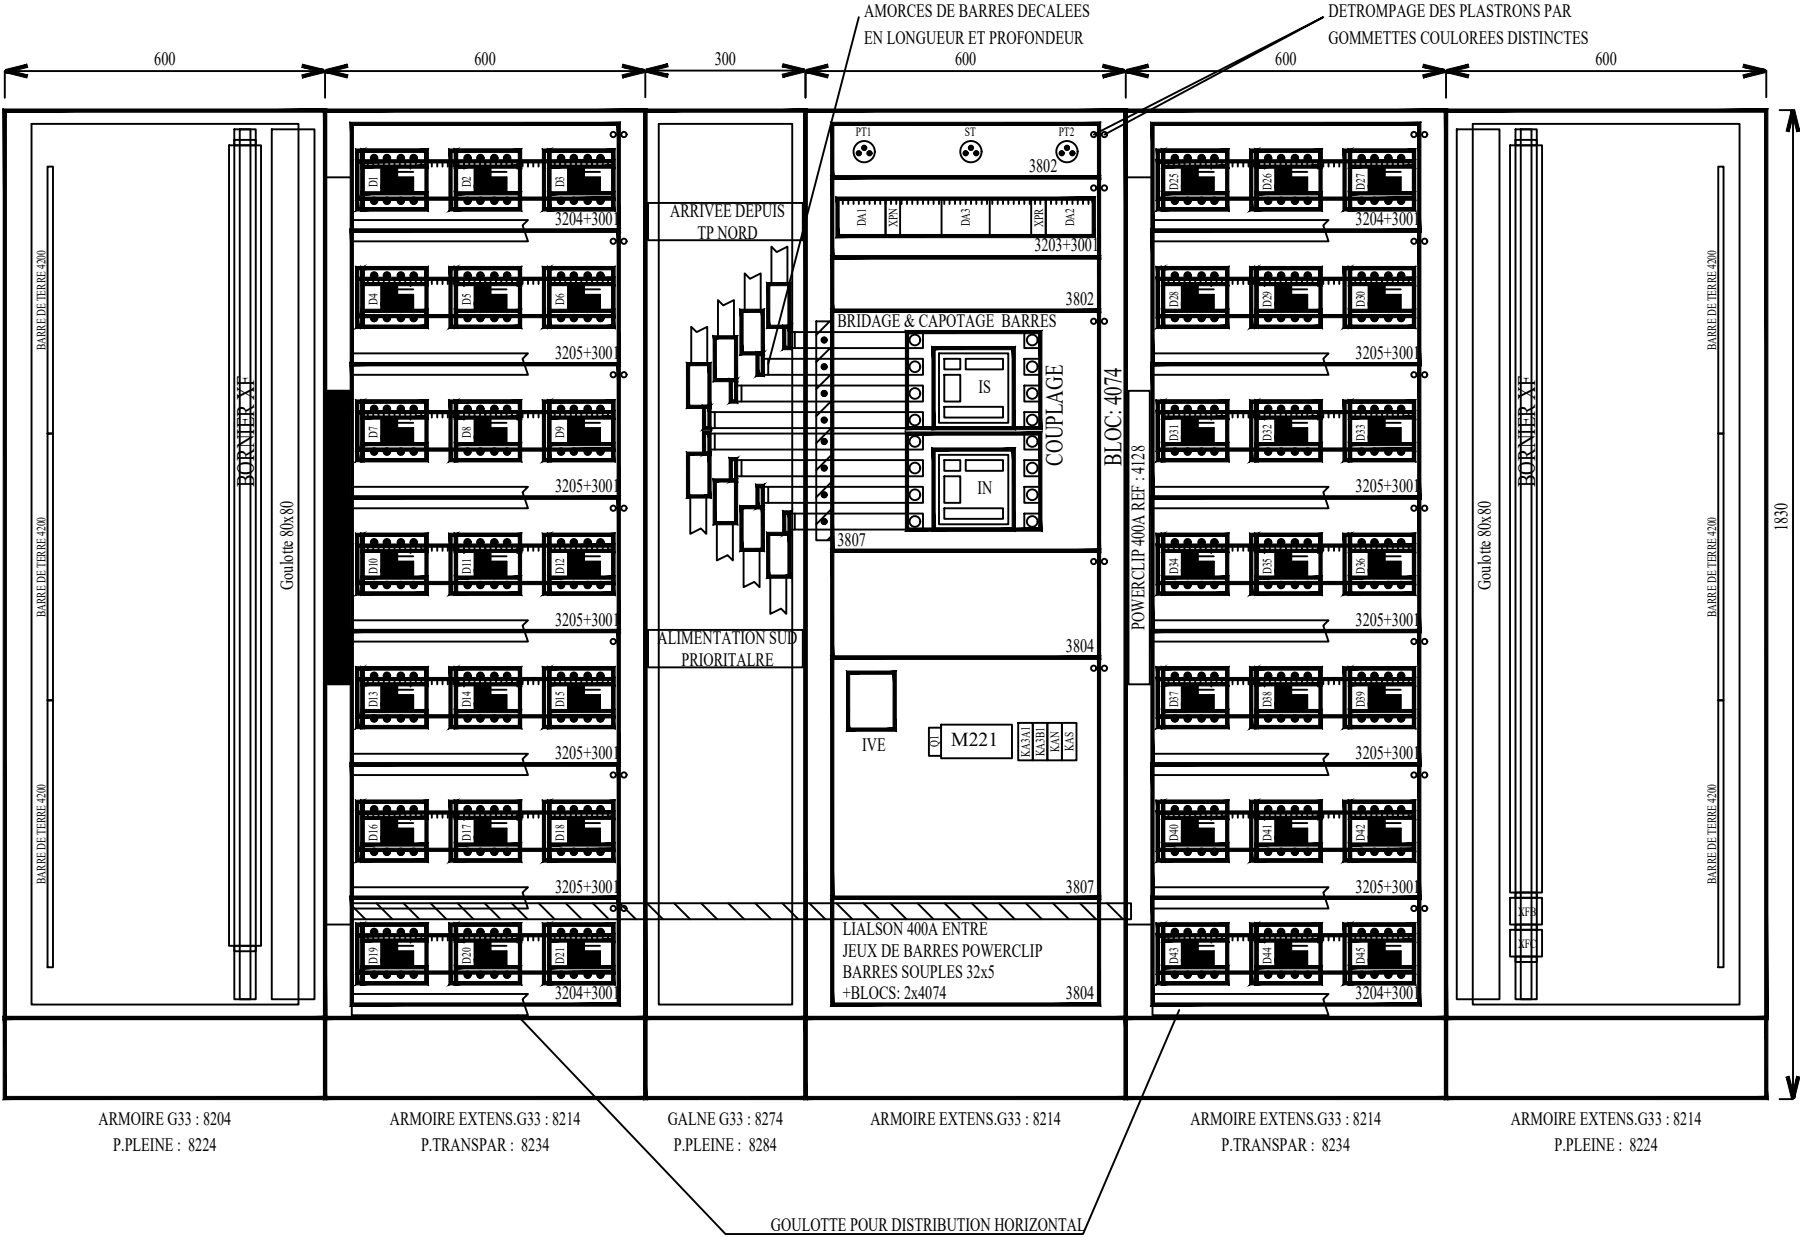 AMORCES DE BARRES DECALEES
EN LONGUEUR ET PROFONDEUR
DETROMPAGE DES PLASTRONS PAR
GOMMETTES COULOREES DISTINCTES
600
600
300
600
600
600
1830
BARRE DE TERRE 4200
BARRE DE TERRE 4200
BARRE DE TERRE 4200
BORNIER XF
Goulotte 80x80
D1
D2
D3
3204+3001
D4
D5
D6
3205+3001
D7
D8
D9
3205+3001
D10
D11
D12
3205+3001
D13
D14
D15
3205+3001
D16
D17
D18
3205+3001
D19
D20
D21
3204+3001
ARRIVEE DEPUIS
TP NORD
ALIMENTATION SUD
PRIORITALRE
PT1
ST
PT2
3802
DA1
XPN
DA3
XPR
DA2
3203+3001
3802
BRIDAGE & CAPOTAGE BARRES
IS
IN
COUPLAGE
BLOC: 4074
3807
3804
IVE
Q1
M221
KA3A1
KA3B1
KAN
KAS
3807
LIALSON 400A ENTRE
JEUX DE BARRES POWERCLIP
BARRES SOUPLES 32x5
+BLOCS: 2x4074
3804
POWERCLIP 400A REF : 4128
D25
D26
D27
3204+3001
D28
D29
D30
3205+3001
D31
D32
D33
3205+3001
D34
D35
D36
3205+3001
D37
D38
D39
3205+3001
D40
D41
D42
3205+3001
D43
D44
D45
3204+3001
Goulotte 80x80
BORNIER XF
XFB
XFC
BARRE DE TERRE 4200
BARRE DE TERRE 4200
BARRE DE TERRE 4200
ARMOIRE G33 : 8204
P.PLEINE : 8224
ARMOIRE EXTENS.G33 : 8214
P.TRANSPAR : 8234
GALNE G33 : 8274
P.PLEINE : 8284
ARMOIRE EXTENS.G33 : 8214
ARMOIRE EXTENS.G33 : 8214
P.TRANSPAR : 8234
ARMOIRE EXTENS.G33 : 8214
P.PLEINE : 8224
GOULOTTE POUR DISTRIBUTION HORIZONTAL